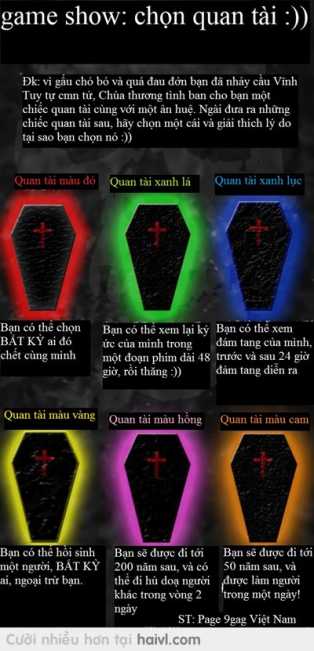 game show: chọn quan tài :))
Đk: vì gấu chó bỏ và quá đau đớn bạn đã nhảy cầu Vĩnh
Tuy tự cmn tử, Chúa thương tình ban cho bạn một
chiếc quan tài cùng với một ân huệ. Ngài đưa ra những
chiếc quan tài sau, hãy chọn một cái và giải thích lý do
tại sao bạn chọn nó :))
Quan tài màu đỏ
Bạn có thể chọn
BẤT KỲ ai đó
chết cùng mình
Quan tài xanh lá
Bạn có thể xem lại ký
ức của mình trong
một đoạn phim dài 48
giờ, rồi thăng :))
Quan tài xanh lục
Bạn có thể xem
đám tang của mình,
trước và sau 24 giờ
đám tang diễn ra
Quan tài màu vàng
Bạn có thể hồi sinh
một người, BẤT KỲ
ai, ngoại trừ bạn.
Quan tài màu hồng
Bạn sẽ được đi tới
200 năm sau, và có
thể đi hù doạ người
khác trong vòng 2
ngày
Quan tài màu cam
Bạn sẽ được đi tới
50 năm sau, và
được làm người
trong một ngày!
ST: Page 9gag Việt Nam
Cười nhiều hơn tại haivl.com